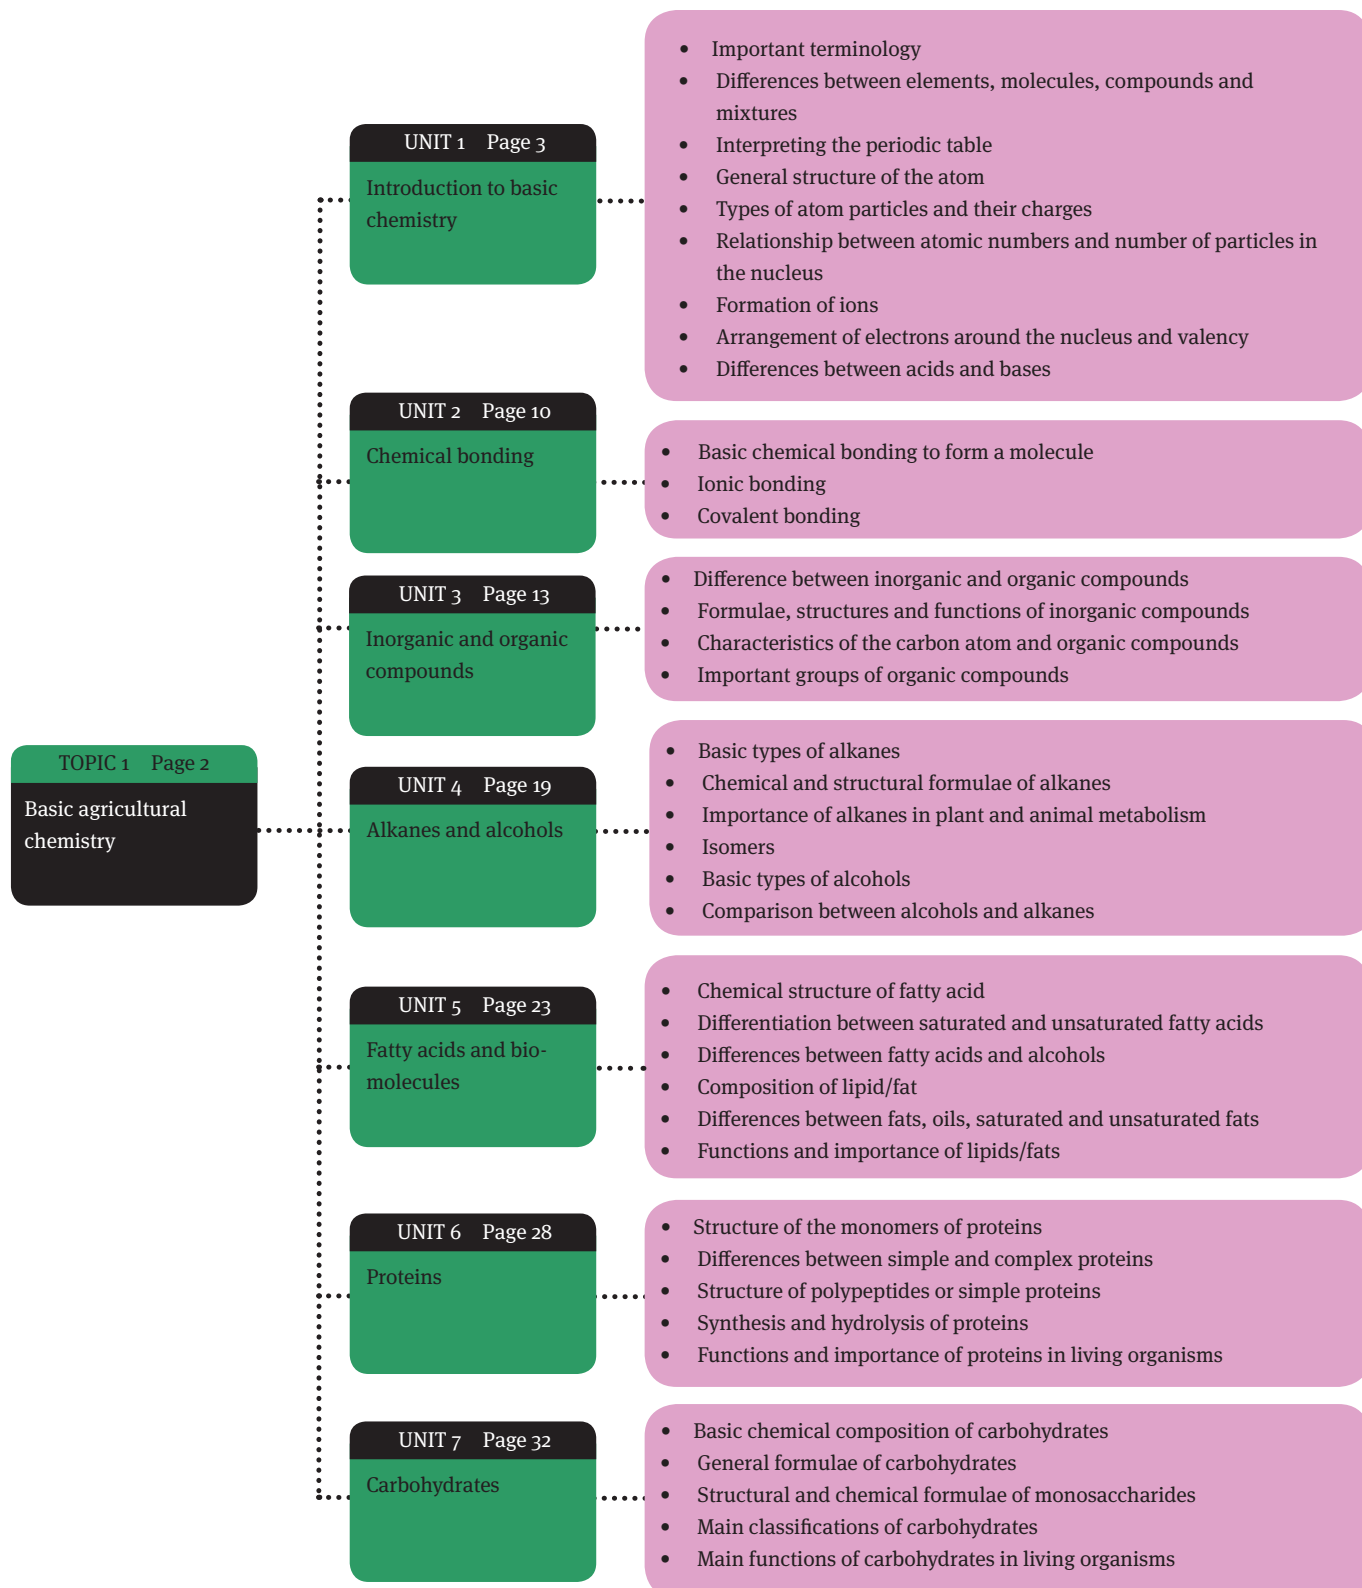 TOPIC 1 Page 2
Basic agricultural
chemistry
UNIT 1 Page 3
Introduction to basic
chemistry
• Important terminology
• Differences between elements, molecules, compounds and
mixtures
• Interpreting the periodic table
• General structure of the atom
• Types of atom particles and their charges
• Relationship between atomic numbers and number of particles in
the nucleus
• Formation of ions
• Arrangement of electrons around the nucleus and valency
• Differences between acids and bases
UNIT 2 Page 10
Chemical bonding
• Basic chemical bonding to form a molecule
• Ionic bonding
• Covalent bonding
UNIT 3 Page 13
Inorganic and organic
compounds
• Difference between inorganic and organic compounds
• Formulae, structures and functions of inorganic compounds
• Characteristics of the carbon atom and organic compounds
• Important groups of organic compounds
UNIT 4 Page 19
Alkanes and alcohols
• Basic types of alkanes
• Chemical and structural formulae of alkanes
• Importance of alkanes in plant and animal metabolism
• Isomers
• Basic types of alcohols
• Comparison between alcohols and alkanes
UNIT 5 Page 23
Fatty acids and bio-
molecules
• Chemical structure of fatty acid
• Differentiation between saturated and unsaturated fatty acids
• Differences between fatty acids and alcohols
• Composition of lipid/fat
• Differences between fats, oils, saturated and unsaturated fats
• Functions and importance of lipids/fats
UNIT 6 Page 28
Proteins
• Structure of the monomers of proteins
• Differences between simple and complex proteins
• Structure of polypeptides or simple proteins
• Synthesis and hydrolysis of proteins
• Functions and importance of proteins in living organisms
UNIT 7 Page 32
Carbohydrates
• Basic chemical composition of carbohydrates
• General formulae of carbohydrates
• Structural and chemical formulae of monosaccharides
• Main classifications of carbohydrates
• Main functions of carbohydrates in living organisms